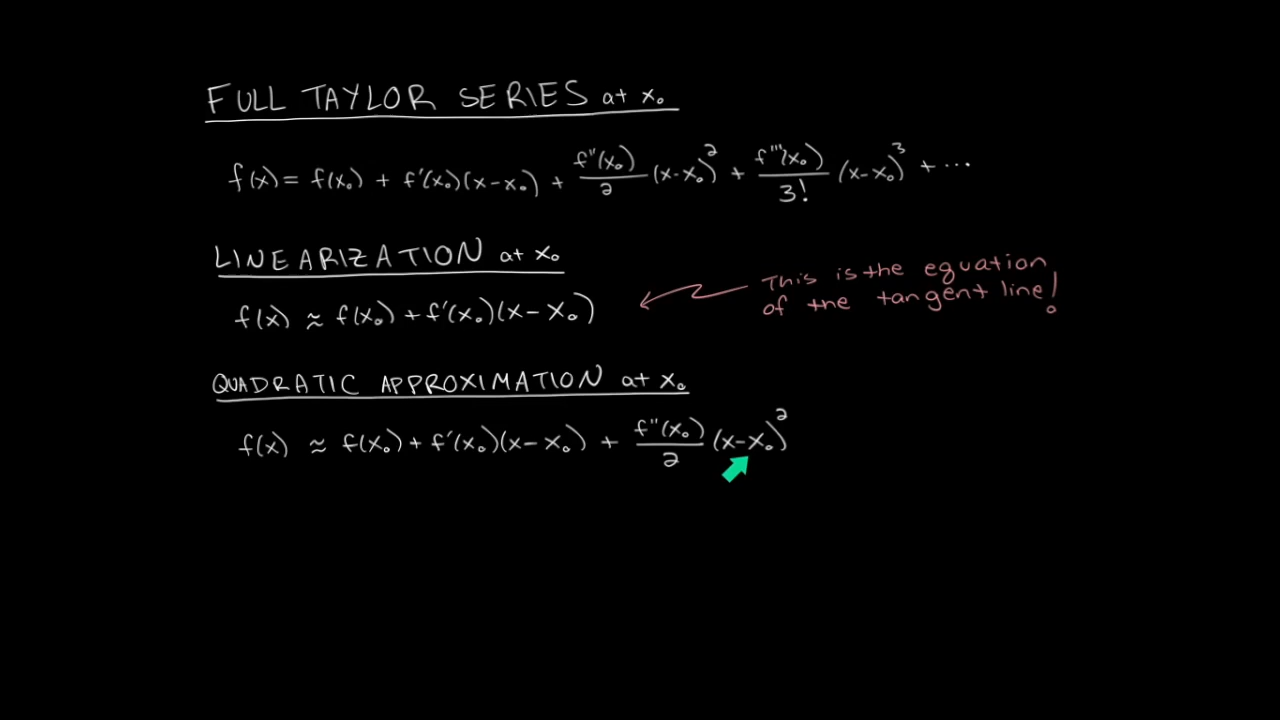 FULL TAYLOR SERIES at x₀
f(x) = f(x₀) + f'(x₀)(x-x₀) + f''(x₀)/2 (x-x₀)² + f'''(x₀)/3! (x-x₀)³ + ...
LINEARIZATION at x₀
f(x) ≈ f(x₀) + f'(x₀)(x-x₀)
This is the equation
of the tangent line!
QUADRATIC APPROXIMATION at x₀
f(x) ≈ f(x₀) + f'(x₀)(x-x₀) + f''(x₀)/2 (x-x₀)²